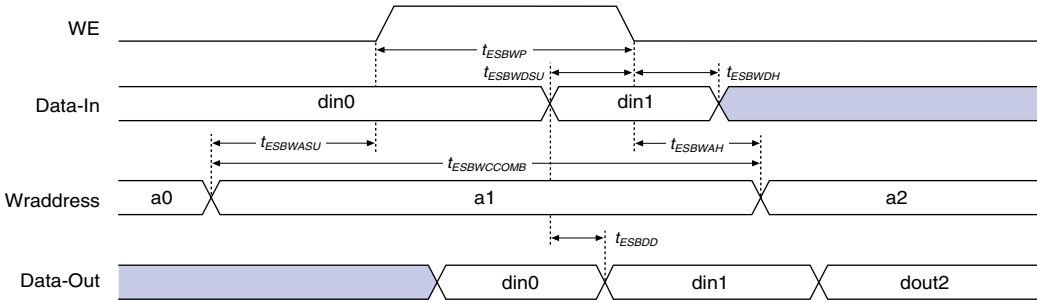 WE
tESBWP
tESBWDSU
tESBWDH
Data-In
din0
din1
tESBWASU
tESBWAH
tESBWCCOMB
Wraddress
a0
a1
a2
tESBDD
Data-Out
din0
din1
dout2